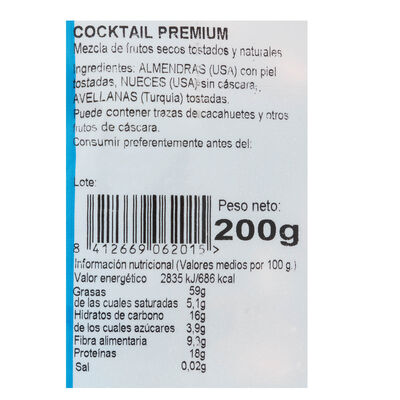 COCKTAIL PREMIUM
Mezcla de frutos secos tostados y naturales
Ingredientes: ALMENDRAS (USA) con piel
tostadas, NUECES (USA) sin cáscara,
AVELLANAS (Turquia) tostadas.
Puede contener trazas de cacahuetes y otros
frutos de cáscara.
Consumir preferentemente antes del:
Lote:
Peso neto:
200g
8 412669 062015 >
Información nutricional (Valores medios por 100 g.)
Valor energético 2835 kJ/686 kcal
Grasas 59g
de las cuales saturadas 5,1g
Hidratos de carbono 16g
de los cuales azúcares 3,9g
Fibra alimentaria 9,3g
Proteínas 18g
Sal 0,02g